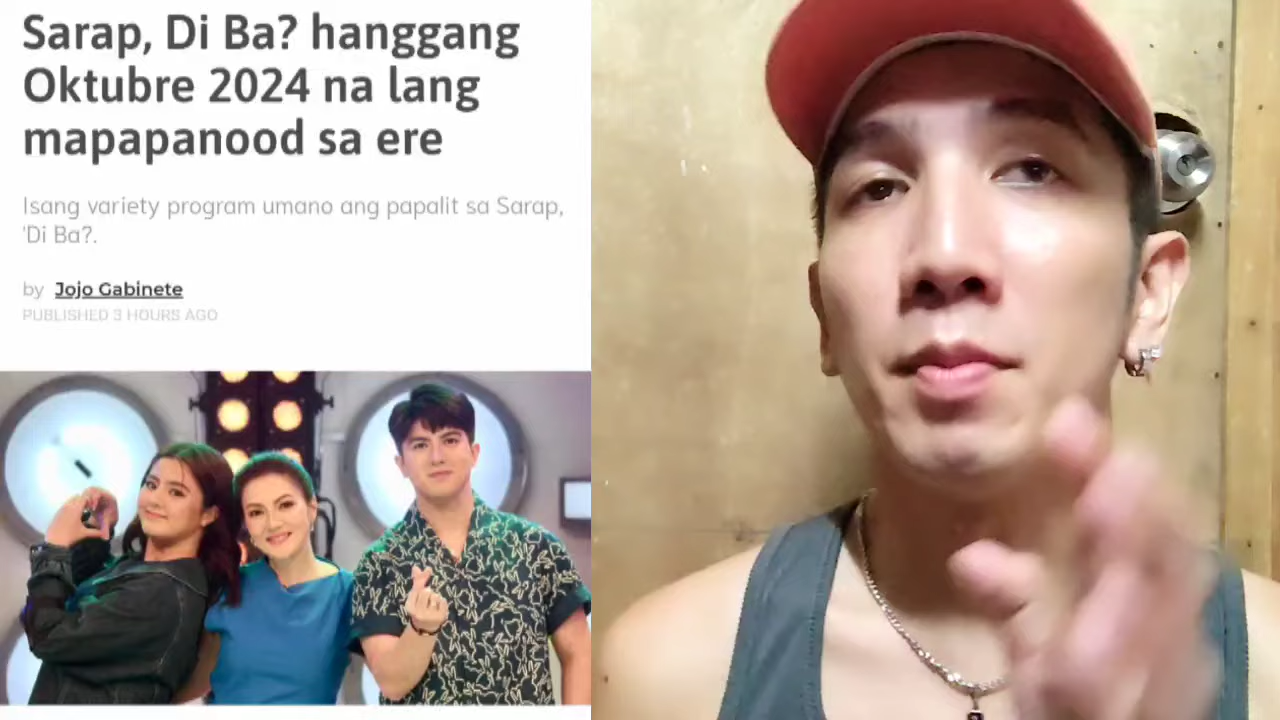 Sarap, Di Ba? hanggang
Oktubre 2024 na lang
mapapanood sa ere
Isang variety program umano ang papalit sa Sarap,
'Di Ba?.
by Jojo Gabinete
PUBLISHED 3 HOURS AGO